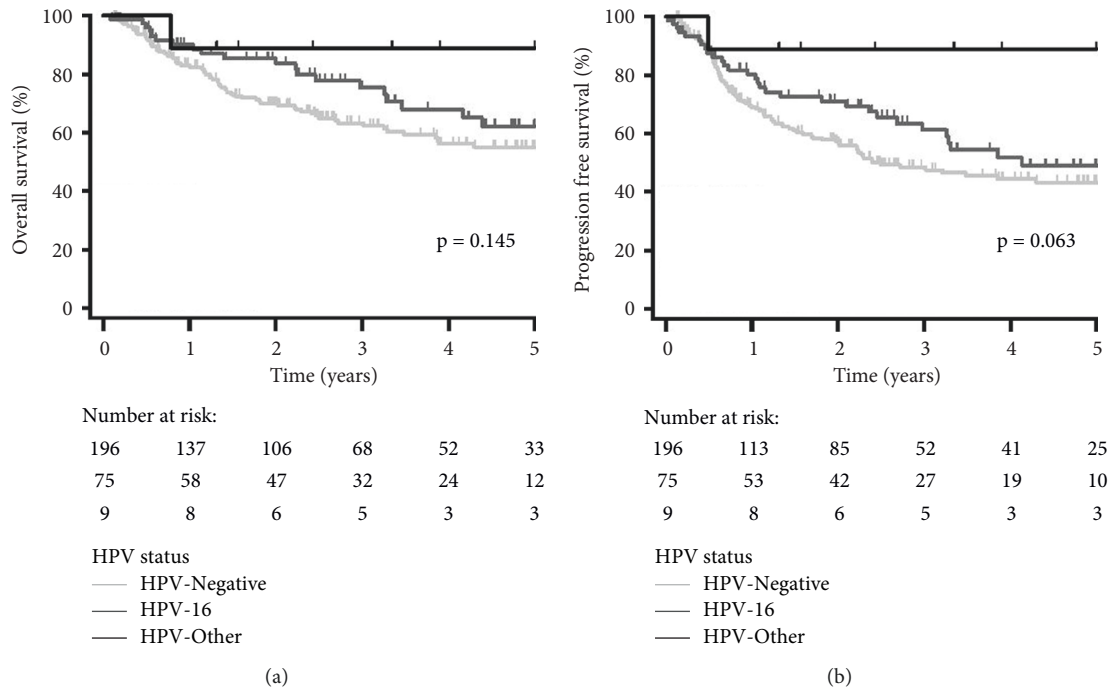 100
80
60
40
20
0
Overall survival (%)
p = 0.145
0 1 2 3 4 5
Time (years)
Number at risk:
196 137 106 68 52 33
75 58 47 32 24 12
9 8 6 5 3 3
HPV status
HPV-Negative
HPV-16
HPV-Other
(a)
100
80
60
40
20
0
Progression free survival (%)
p = 0.063
0 1 2 3 4 5
Time (years)
Number at risk:
196 113 85 52 41 25
75 53 42 27 19 10
9 8 6 5 3 3
HPV status
HPV-Negative
HPV-16
HPV-Other
(b)